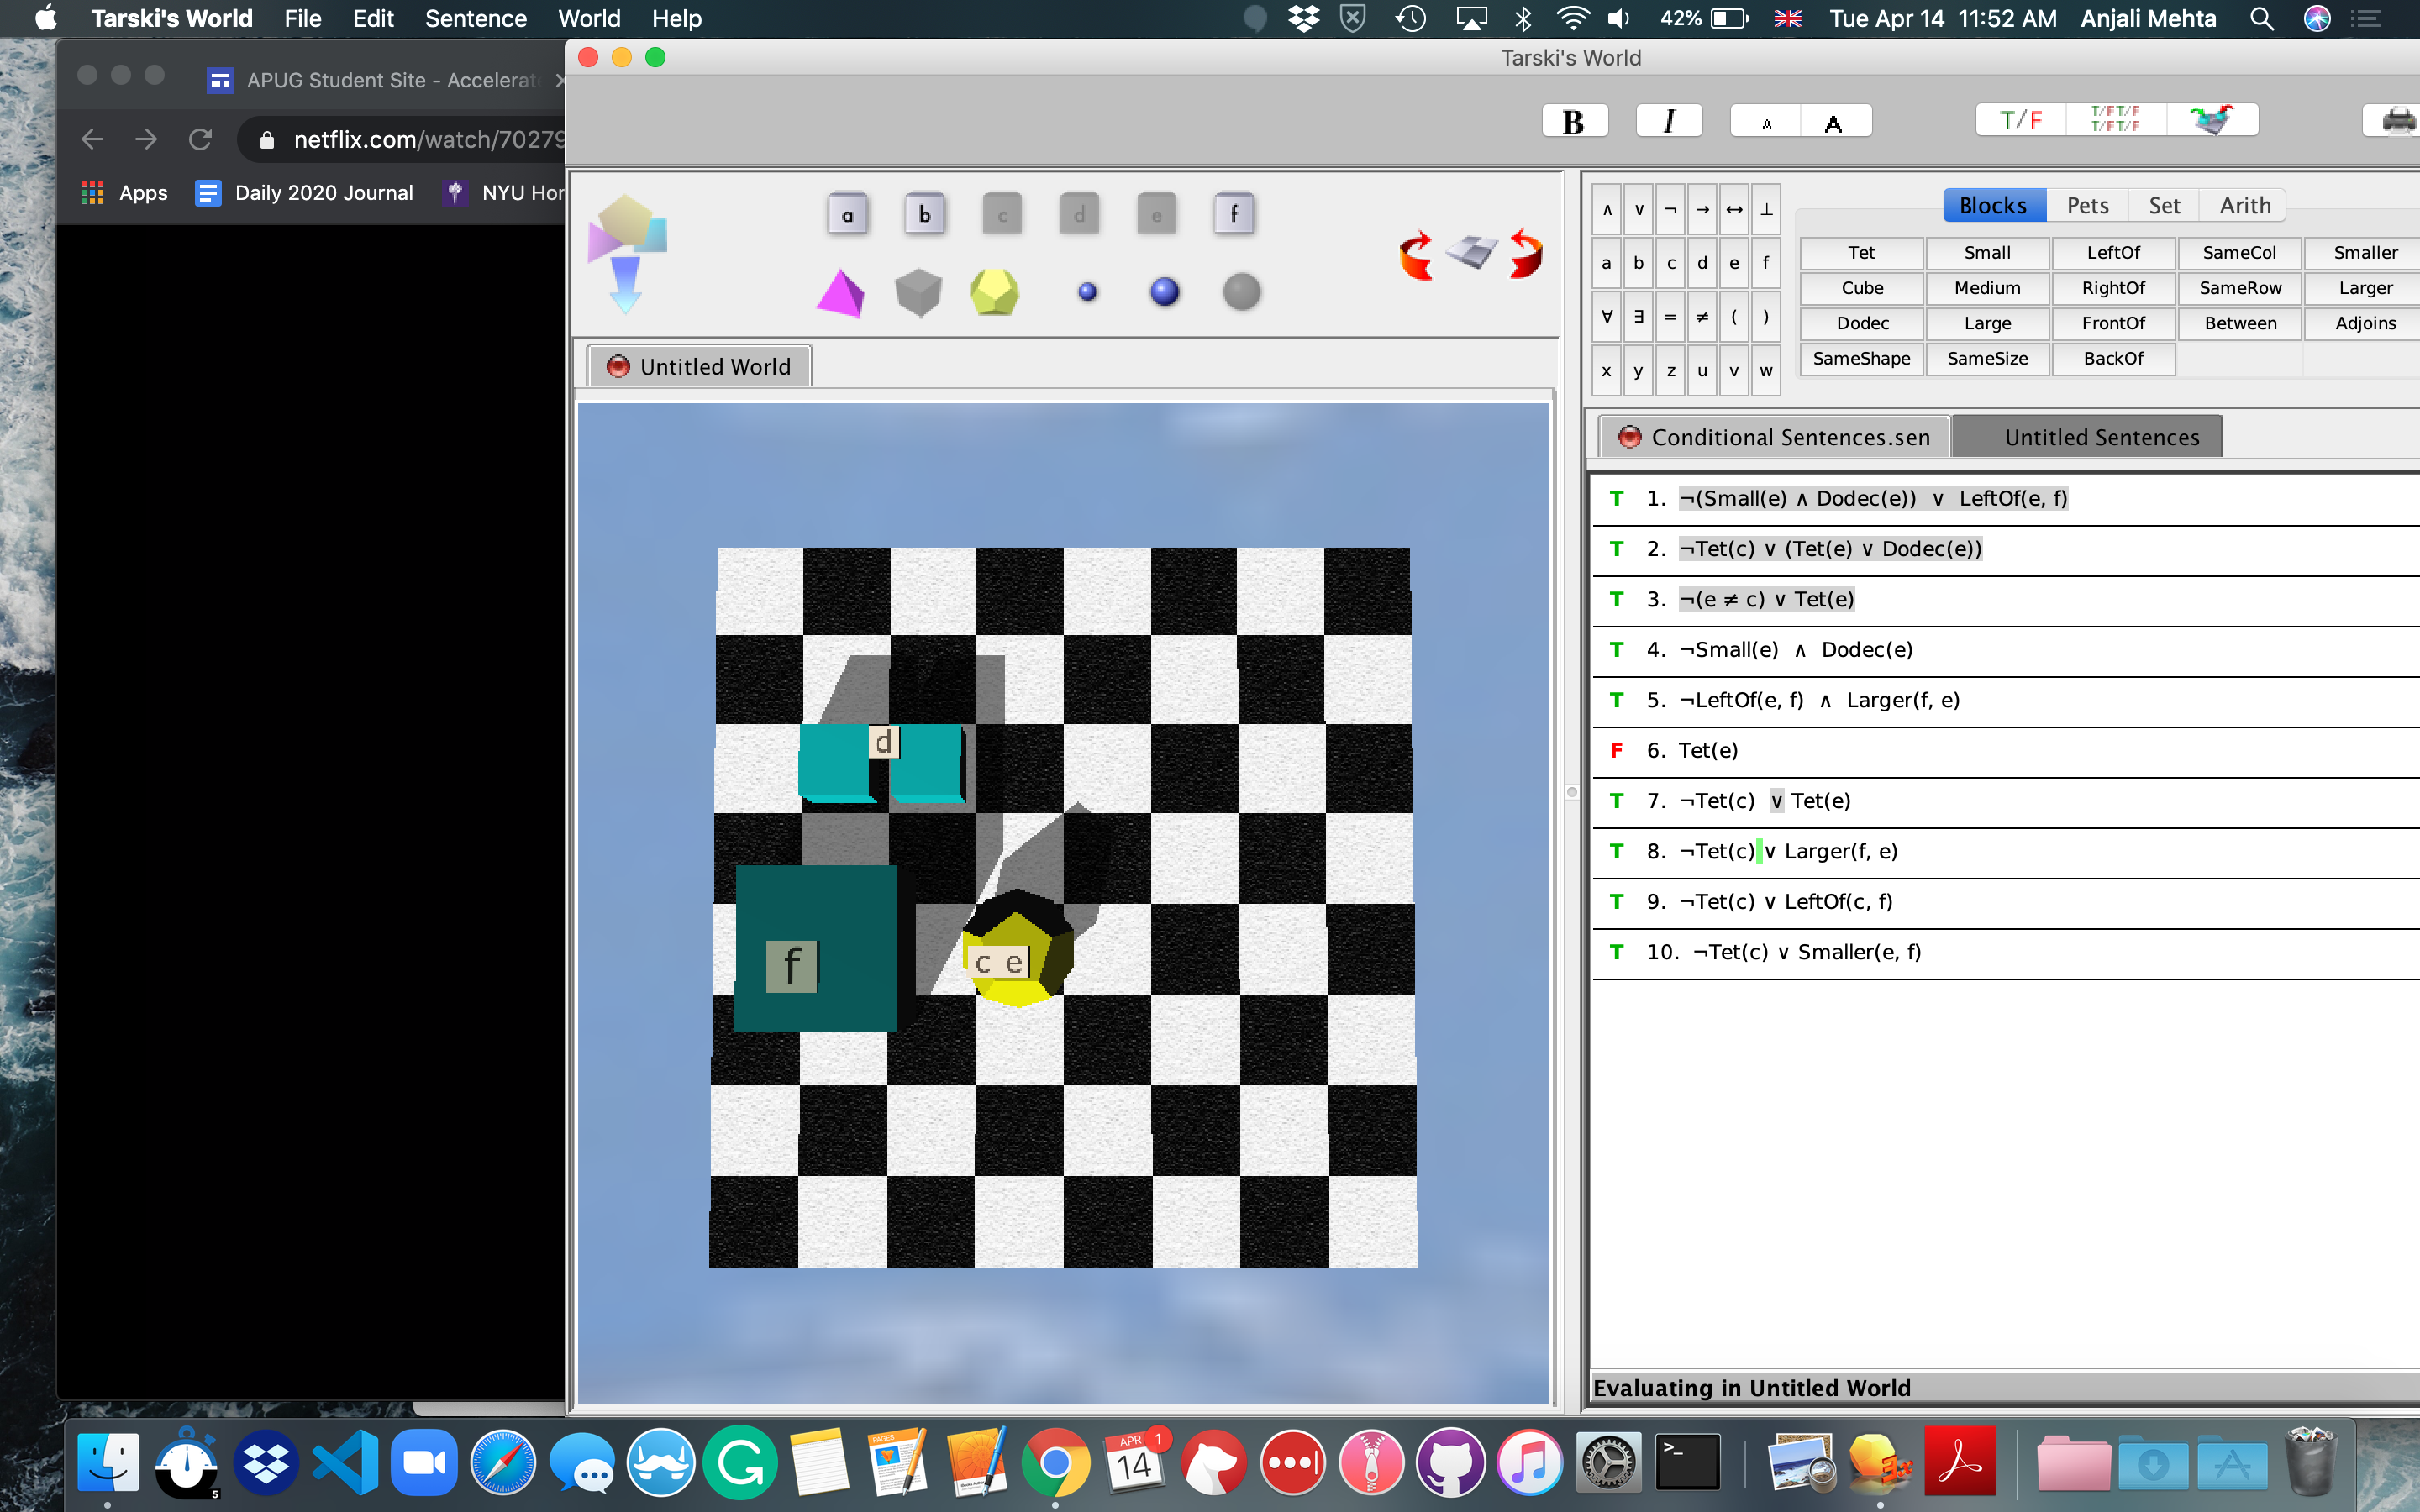 Tarski's World File Edit Sentence World Help 42% Tue Apr 14 11:52 AM Anjali Mehta
Tarski's World
APUG Student Site - Accelerat
netflix.com/watch/70279
Apps Daily 2020 Journal NYU Hor
B I A A T/F T/FT/F
T/FT/F
a b c d e f
Untitled World
d
f
c e
∧ ∨ ¬ → ↔ ⊥
a b c d e f
∀ ∃ = ≠ ( )
x y z u v w
Blocks Pets Set Arith
Tet Small LeftOf SameCol Smaller
Cube Medium RightOf SameRow Larger
Dodec Large FrontOf Between Adjoins
SameShape SameSize BackOf
Conditional Sentences.sen Untitled Sentences
T 1. ¬(Small(e) ∧ Dodec(e)) ∨ LeftOf(e, f)
T 2. ¬Tet(c) ∨ (Tet(e) ∨ Dodec(e))
T 3. ¬(e ≠ c) ∨ Tet(e)
T 4. ¬Small(e) ∧ Dodec(e)
T 5. ¬LeftOf(e, f) ∧ Larger(f, e)
F 6. Tet(e)
T 7. ¬Tet(c) ∨ Tet(e)
T 8. ¬Tet(c) ∨ Larger(f, e)
T 9. ¬Tet(c) ∨ LeftOf(c, f)
T 10. ¬Tet(c) ∨ Smaller(e, f)
Evaluating in Untitled World
5
PAGES
APR
14
1
>_
3x